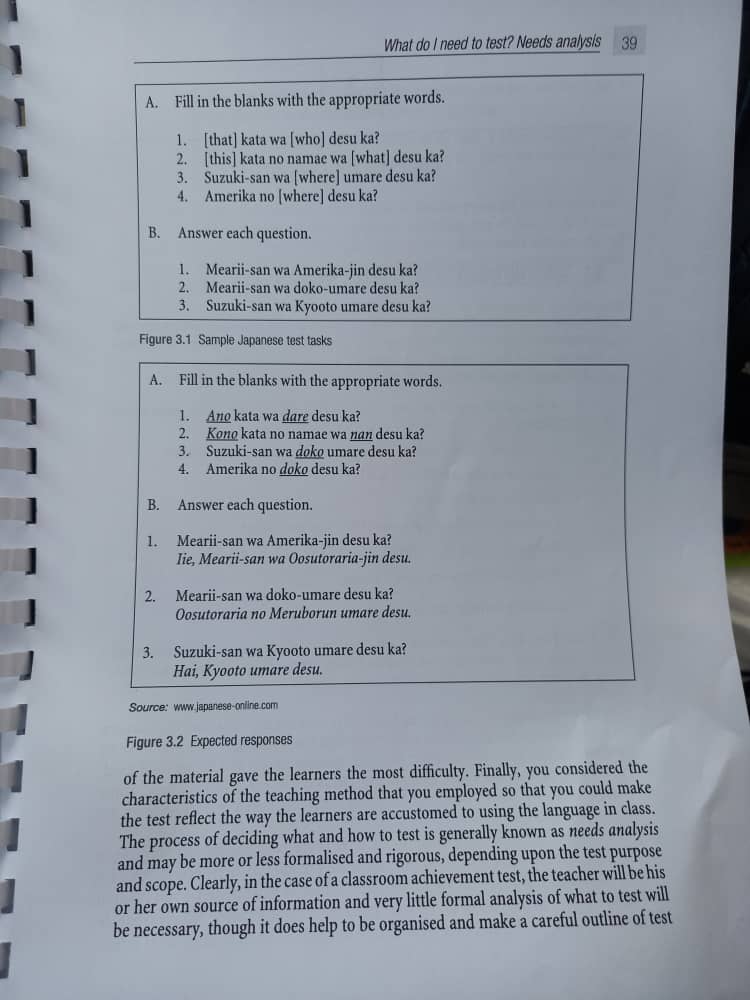 What do I need to test? Needs analysis 39
A. Fill in the blanks with the appropriate words.
1. [that] kata wa [who] desu ka?
2. [this] kata no namae wa [what] desu ka?
3. Suzuki-san wa [where] umare desu ka?
4. Amerika no [where] desu ka?
B. Answer each question.
1. Mearii-san wa Amerika-jin desu ka?
2. Mearii-san wa doko-umare desu ka?
3. Suzuki-san wa Kyooto umare desu ka?
Figure 3.1 Sample Japanese test tasks
A. Fill in the blanks with the appropriate words.
1. Ano kata wa dare desu ka?
2. Kono kata no namae wa nan desu ka?
3. Suzuki-san wa doko umare desu ka?
4. Amerika no doko desu ka?
B. Answer each question.
1. Mearii-san wa Amerika-jin desu ka?
Iie, Mearii-san wa Oosutoraria-jin desu.
2. Mearii-san wa doko-umare desu ka?
Oosutoraria no Meruborun umare desu.
3. Suzuki-san wa Kyooto umare desu ka?
Hai, Kyooto umare desu.
Source: www.japanese-online.com
Figure 3.2 Expected responses
of the material gave the learners the most difficulty. Finally, you considered the
characteristics of the teaching method that you employed so that you could make
the test reflect the way the learners are accustomed to using the language in class.
The process of deciding what and how to test is generally known as needs analysis
and may be more or less formalised and rigorous, depending upon the test purpose
and scope. Clearly, in the case of a classroom achievement test, the teacher will be his
or her own source of information and very little formal analysis of what to test will
be necessary, though it does help to be organised and make a careful outline of test